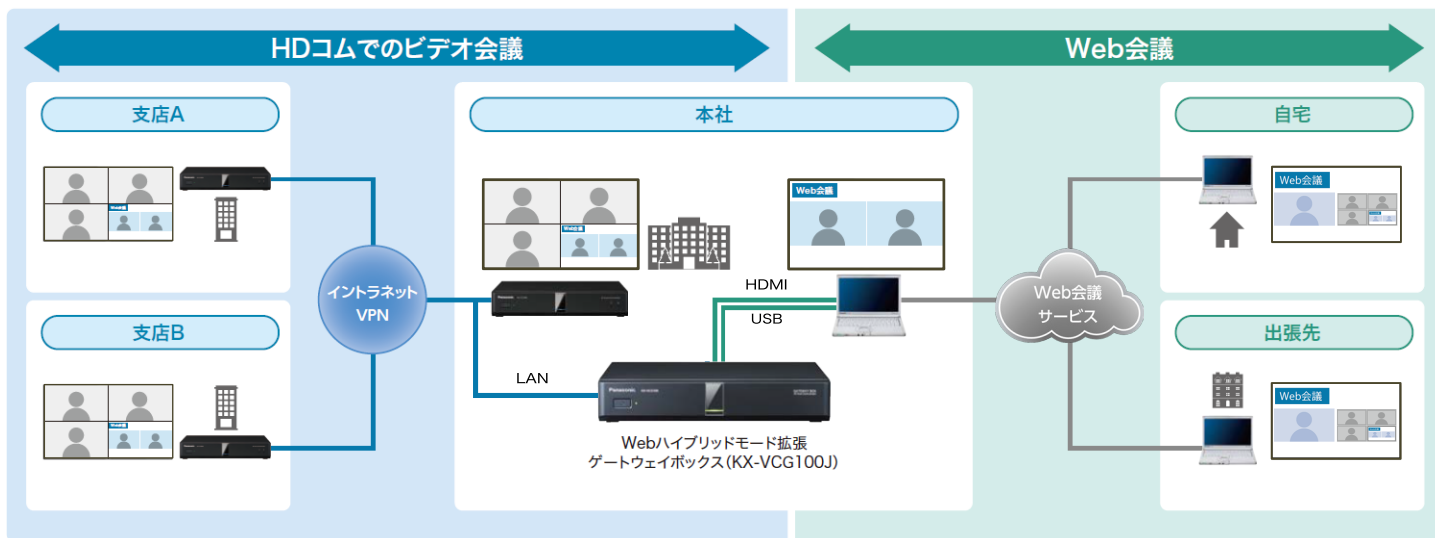 HDコムでのビデオ会議
Web会議
支店A
本社
自宅
Panasonic
Web会議
Web会議
Web会議
Web会議
イントラネット
VPN
Panasonic
HDMI
USB
Web会議
サービス
支店B
出張先
LAN
Panasonic
Web会議
Web会議
Webハイブリッドモード拡張
ゲートウェイボックス(KX-VCG100J)